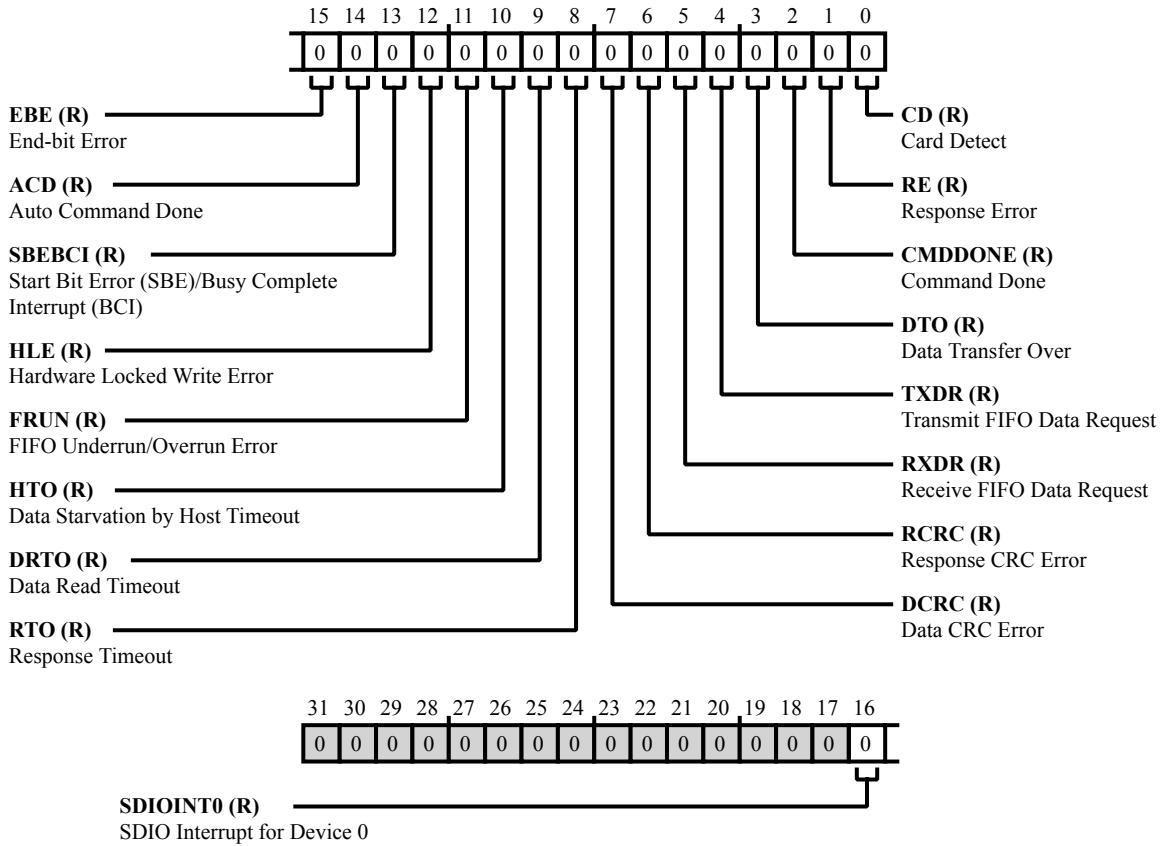 15 14 13 12 11 10 9 8 7 6 5 4 3 2 1 0
0 0 0 0 0 0 0 0 0 0 0 0 0 0 0 0
EBE (R)
End-bit Error
ACD (R)
Auto Command Done
SBEBCI (R)
Start Bit Error (SBE)/Busy Complete
Interrupt (BCI)
HLE (R)
Hardware Locked Write Error
FRUN (R)
FIFO Underrun/Overrun Error
HTO (R)
Data Starvation by Host Timeout
DRTO (R)
Data Read Timeout
RTO (R)
Response Timeout
CD (R)
Card Detect
RE (R)
Response Error
CMDDONE (R)
Command Done
DTO (R)
Data Transfer Over
TXDR (R)
Transmit FIFO Data Request
RXDR (R)
Receive FIFO Data Request
RCRC (R)
Response CRC Error
DCRC (R)
Data CRC Error
31 30 29 28 27 26 25 24 23 22 21 20 19 18 17 16
0 0 0 0 0 0 0 0 0 0 0 0 0 0 0 0
SDIOINT0 (R)
SDIO Interrupt for Device 0